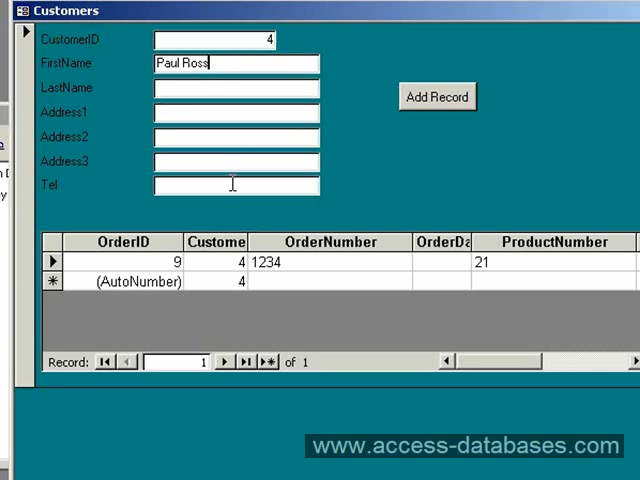 Customers
CustomerID 4
FirstName Paul Ross
LastName
Address1
Add Record
Address2
Address3
Tel
OrderID Custome OrderNumber OrderDa ProductNumber
9 4 1234 21
(AutoNumber) 4
Record: 1 of 1
www.access-databases.com